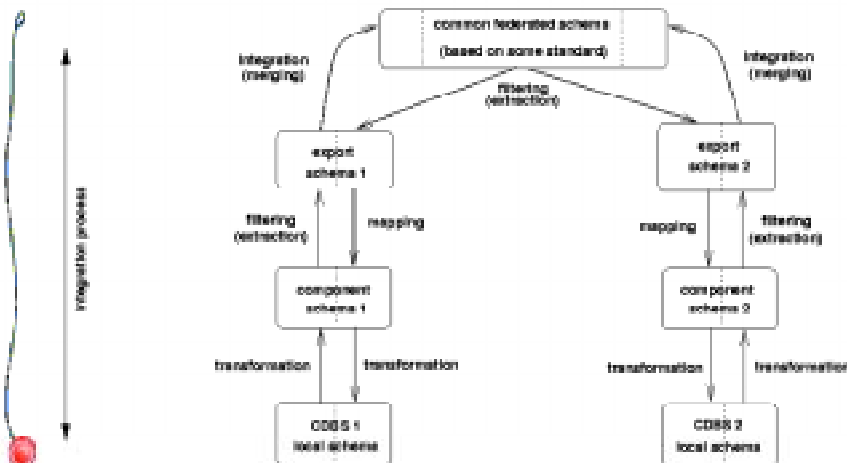 common federated schema
(based on some standard)
integration
(merging)
integration
(merging)
filtering
(extraction)
export
schema 1
export
schema 2
filtering
(extraction)
mapping
mapping
filtering
(extraction)
integration process
component
schema 1
component
schema 2
transformation
transformation
transformation
transformation
CDBS 1
local schema
CDBS 2
local schema